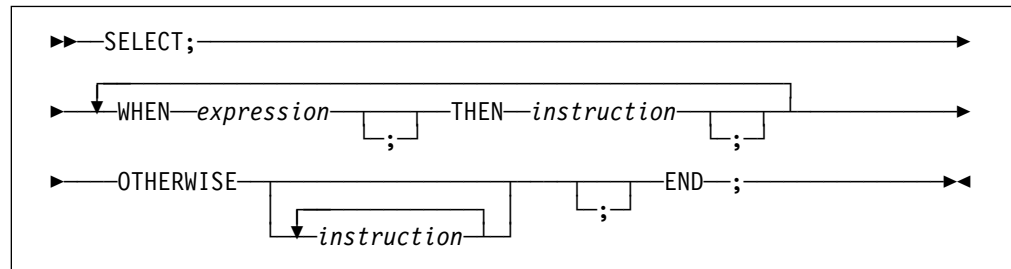 SELECT;
WHEN expression ; THEN instruction ;
OTHERWISE instruction ; END ;